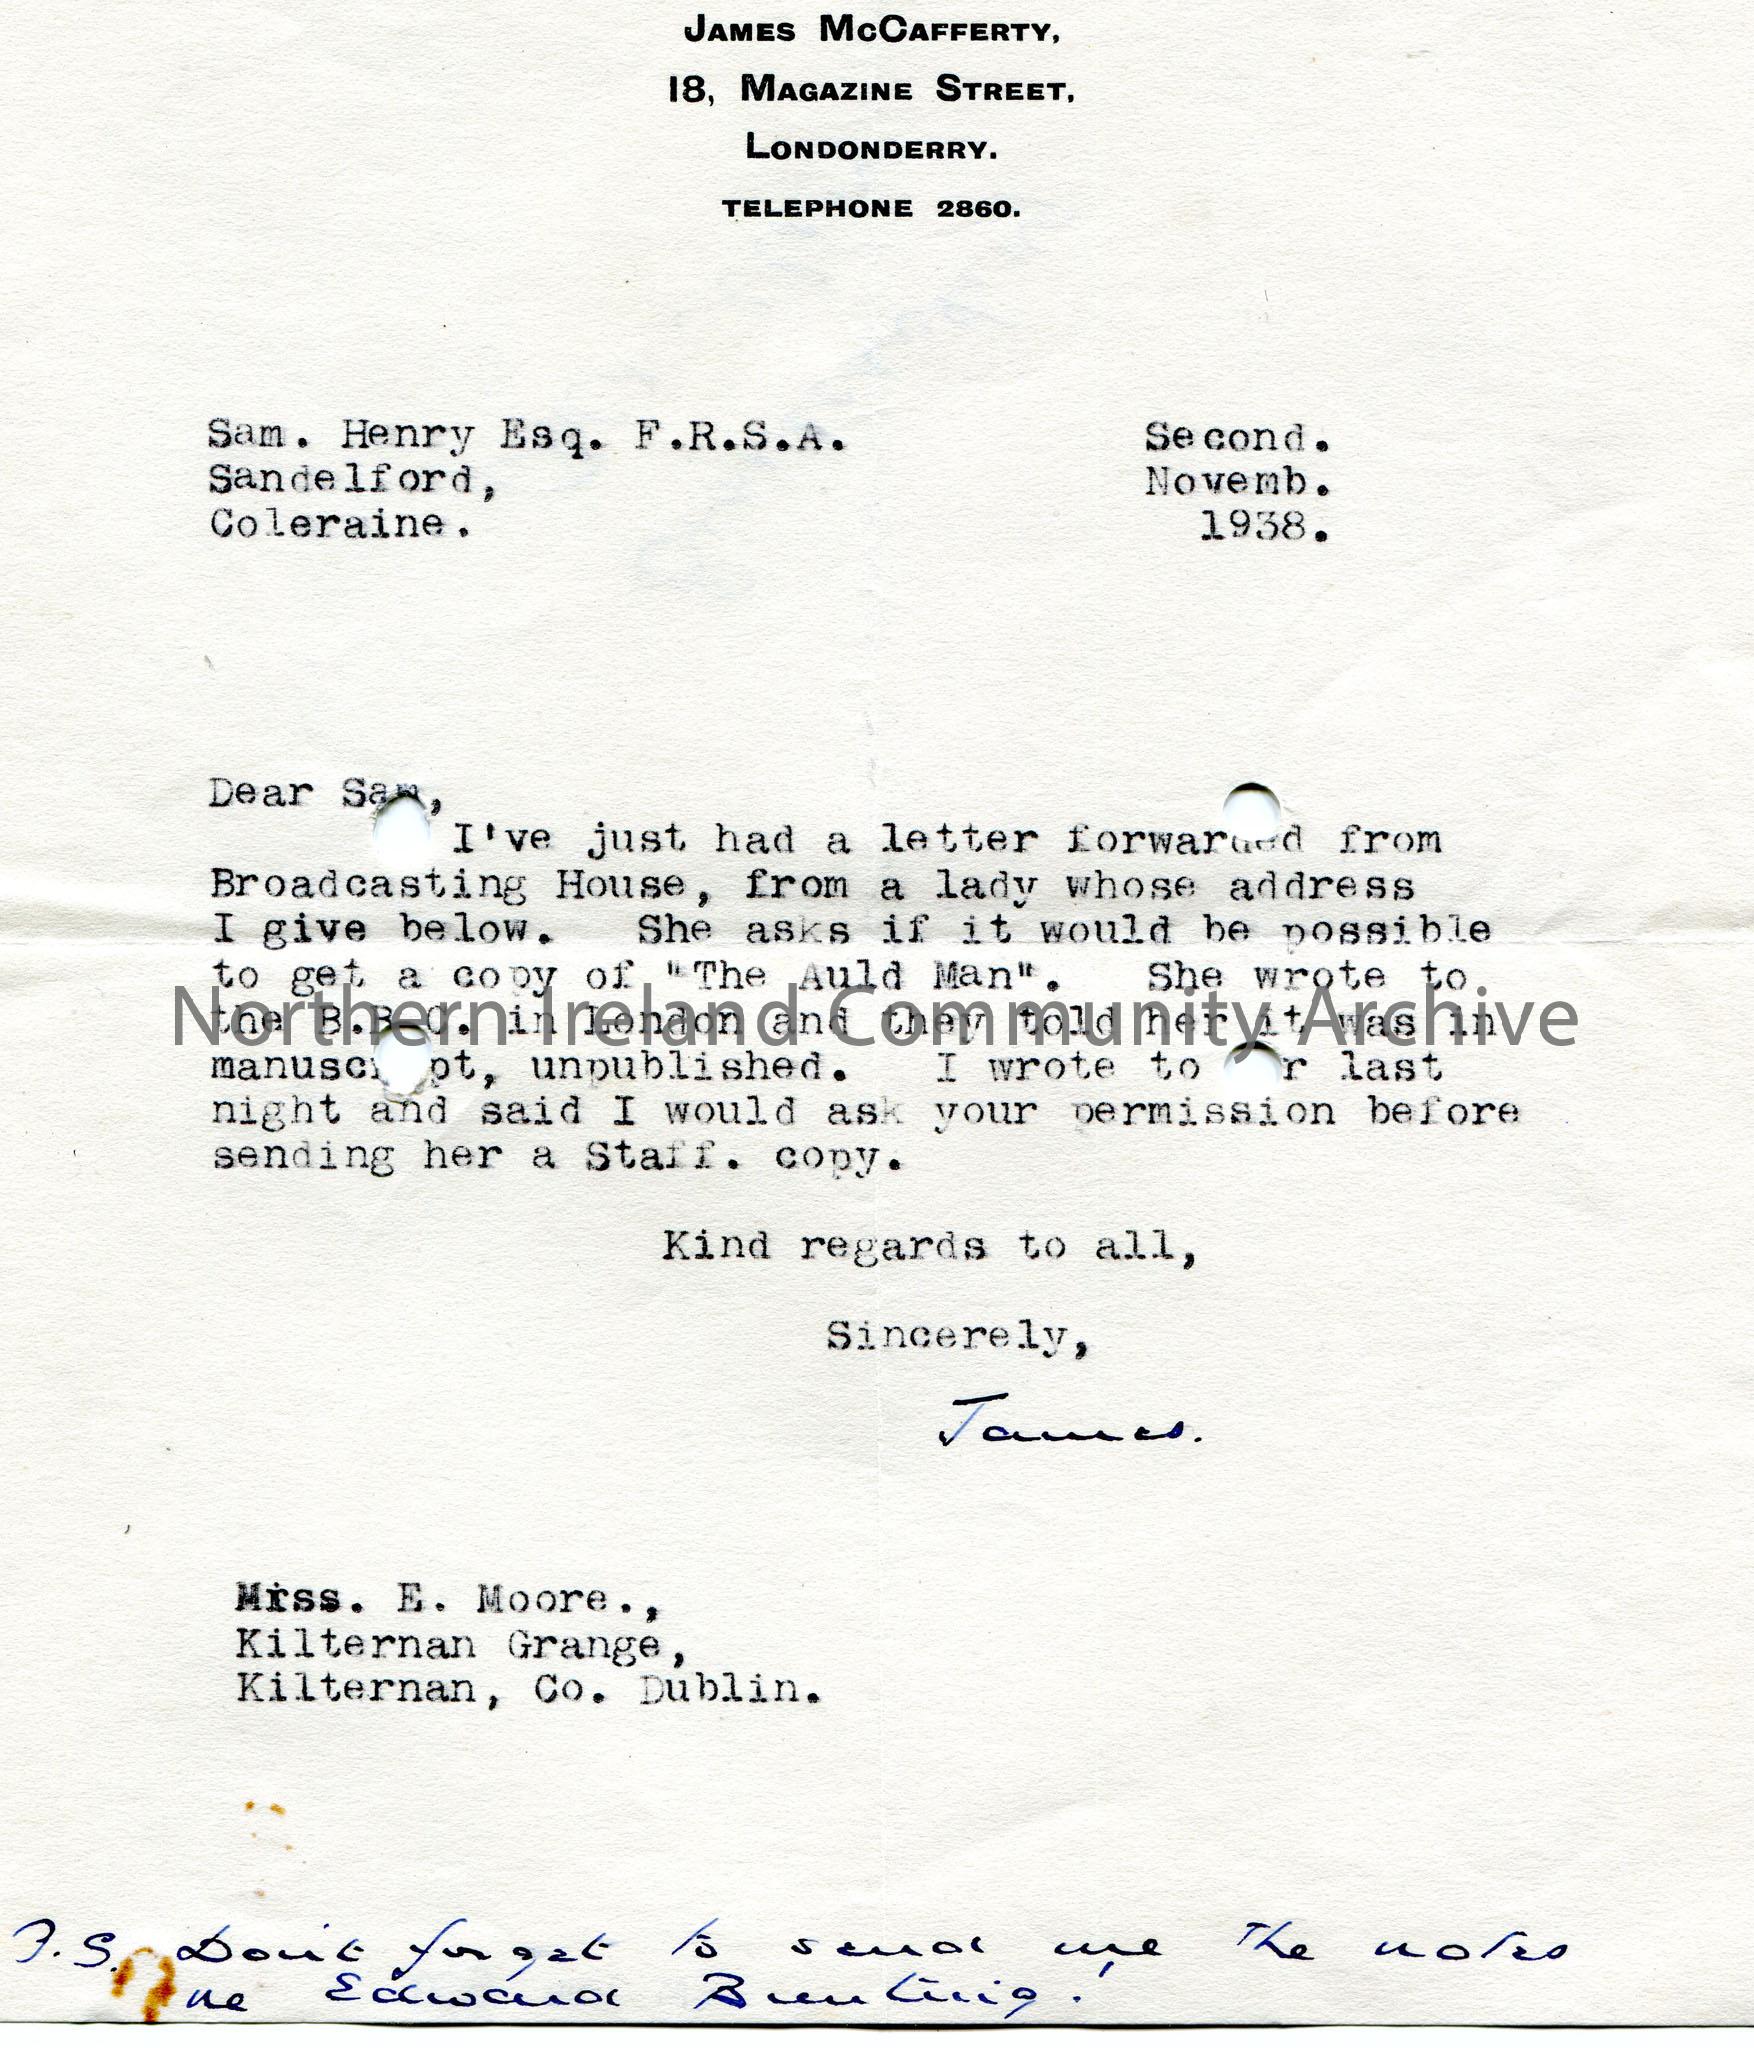 JAMES McCAFFERTY,
18, MAGAZINE STREET,
LONDONDERRY.
TELEPHONE 2860.
Sam. Henry Esq. F.R.S.A.
Sandelford,
Coleraine.
Second.
Novemb.
1938.
Dear Sam,
I've just had a letter forwarded from
Broadcasting House, from a lady whose address
I give below. She asks if it would be possible
to get a copy of "The Auld Man". She wrote to
the B.B.C. in London and they told her it was in
manuscript, unpublished. I wrote to her last
night and said I would ask your permission before
sending her a Staff. copy.
Northern Ireland Community Archive
Kind regards to all,
Sincerely,
James.
Miss. E. Moore.,
Kilternan Grange,
Kilternan, Co. Dublin.
P.S. Don't forget to send me the notes
re Edward Bunting.